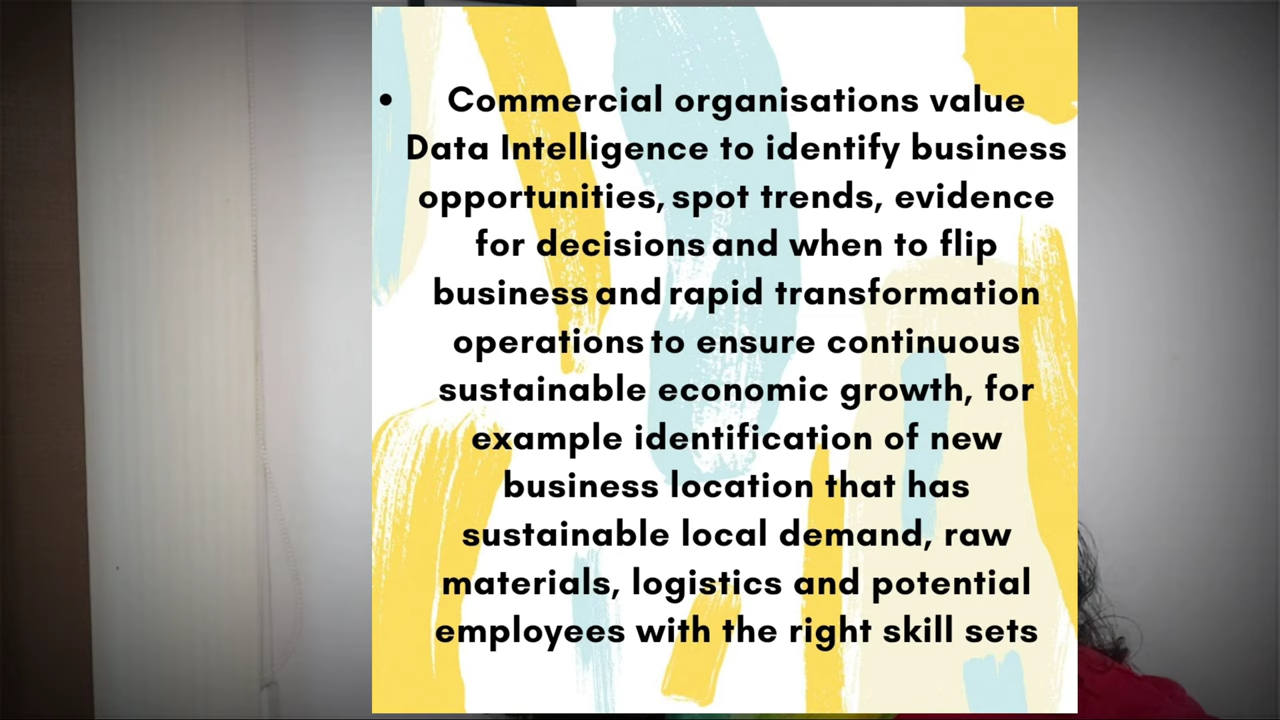 • Commercial organisations value
Data Intelligence to identify business
opportunities, spot trends, evidence
for decisions and when to flip
business and rapid transformation
operations to ensure continuous
sustainable economic growth, for
example identification of new
business location that has
sustainable local demand, raw
materials, logistics and potential
employees with the right skill sets